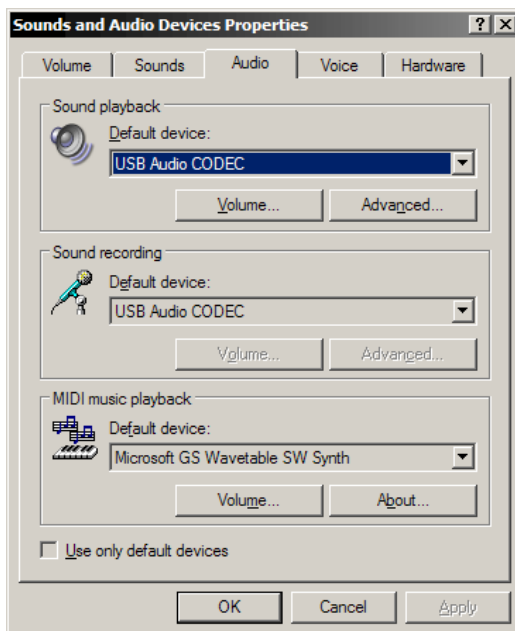 Sounds and Audio Devices Properties ? X
Volume Sounds Audio Voice Hardware
Sound playback
Default device:
USB Audio CODEC
Volume... Advanced...
Sound recording
Default device:
USB Audio CODEC
Volume... Advanced...
MIDI music playback
Default device:
Microsoft GS Wavetable SW Synth
Volume... About...
Use only default devices
OK Cancel Apply